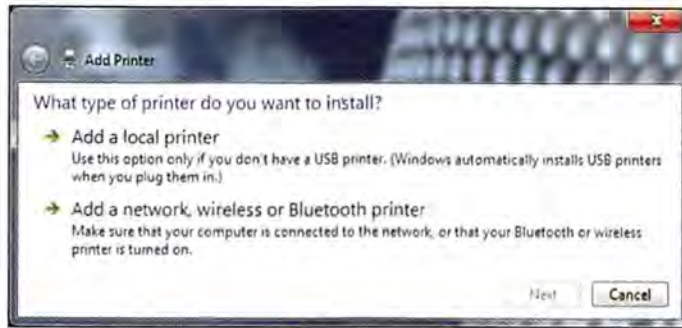 Add Printer
What type of printer do you want to install?
Add a local printer
Use this option only if you don't have a USB printer. (Windows automatically installs USB printers
when you plug them in.)
Add a network, wireless or Bluetooth printer
Make sure that your computer is connected to the network, or that your Bluetooth or wireless
printer is turned on.
Next Cancel